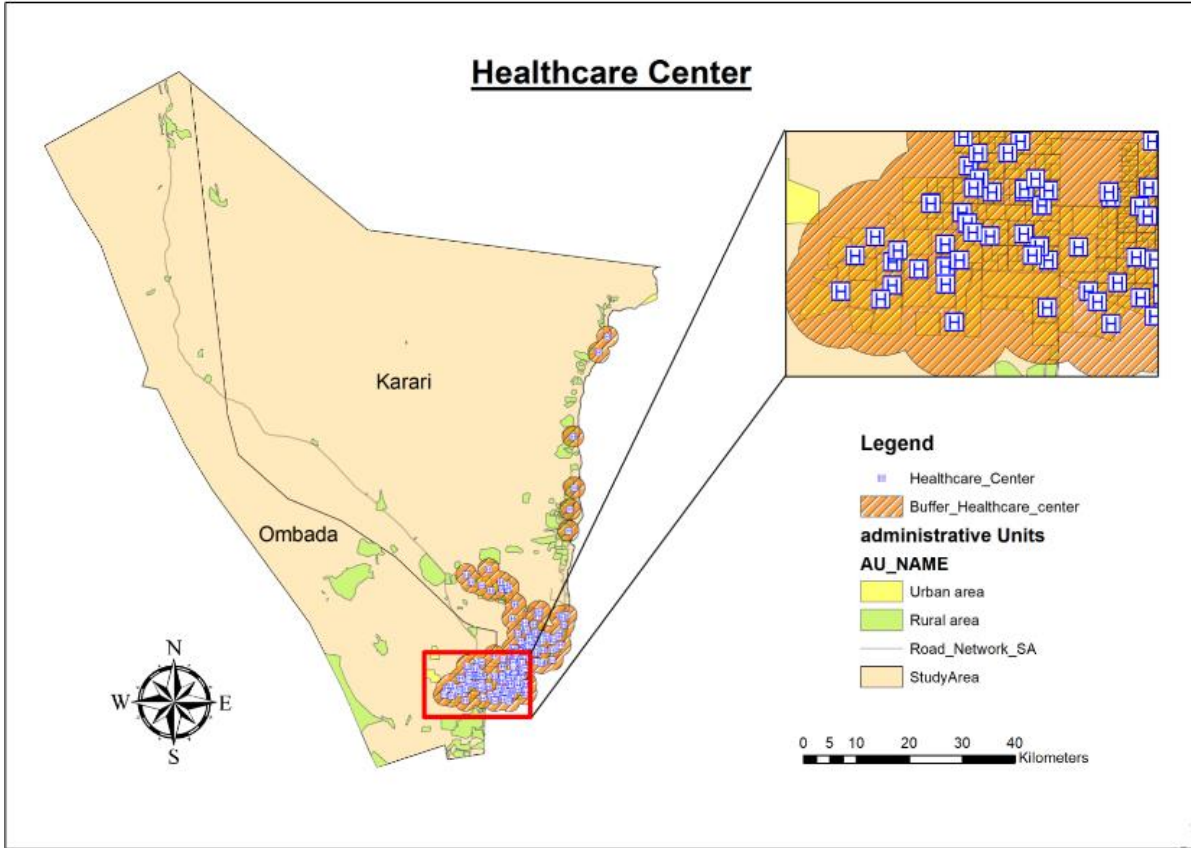 Healthcare Center
Karari
Ombada
N
W
E
S
Legend
Healthcare_Center
Buffer_Healthcare_center
administrative Units
AU_NAME
Urban area
Rural area
Road_Network_SA
StudyArea
0 5 10 20 30 40
Kilometers
H H H H H H H H H H H H H H H H H H H H H H H H H H H H H H H H H H H H H H H H H H H H H H H H H H